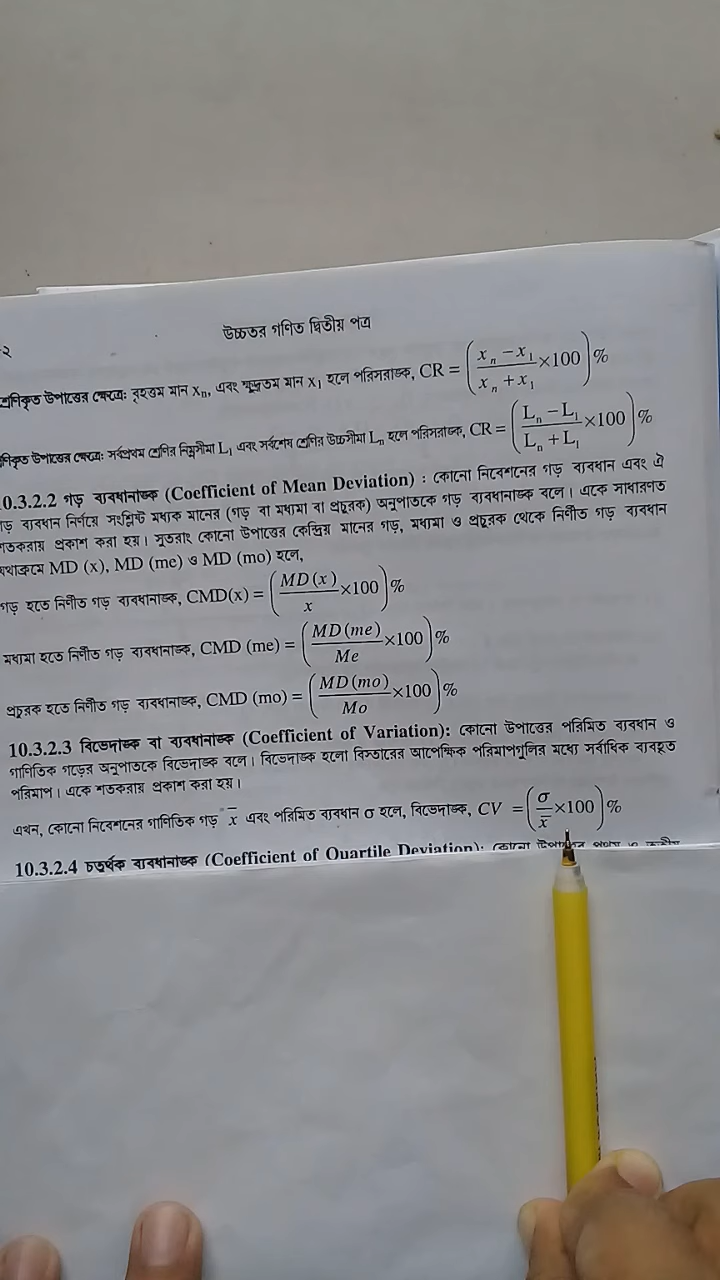 ২
উচ্চতর গণিত দ্বিতীয় পত্র
উপাত্তের ক্ষেত্রে: বৃহত্তম মান xₙ, এবং ক্ষুদ্রতম মান x₁ হলে পরিসরাঙ্ক, CR = ((xₙ − x₁)/(xₙ + x₁) × 100)%
উপাত্তের ক্ষেত্রে: সর্বপ্রথম শ্রেণির নিম্নসীমা L₁ এবং সর্বশেষ শ্রেণির উচ্চসীমা Lₙ হলে পরিসরাঙ্ক, CR = ((Lₙ − L₁)/(Lₙ + L₁) × 100)%
0.3.2.2 গড় ব্যবধানাঙ্ক (Coefficient of Mean Deviation) : কোনো নিবেশনের গড় ব্যবধান এবং ঐ
ব্যবধান নির্ণয়ে সংশ্লিষ্ট মধ্যক মানের (গড় বা মধ্যমা বা প্রচুরক) অনুপাতকে গড় ব্যবধানাঙ্ক বলে। একে সাধারণত
শতকরায় প্রকাশ করা হয়। সুতরাং কোনো উপাত্তের কেন্দ্রিয় মানের গড়, মধ্যমা ও প্রচুরক থেকে নির্ণীত গড় ব্যবধান
যথাক্রমে MD (x), MD (me) ও MD (mo) হলে,
গড় হতে নির্ণীত গড় ব্যবধানাঙ্ক, CMD(x) = (MD(x)/x × 100)%
মধ্যমা হতে নির্ণীত গড় ব্যবধানাঙ্ক, CMD (me) = (MD(me)/Me × 100)%
প্রচুরক হতে নির্ণীত গড় ব্যবধানাঙ্ক, CMD (mo) = (MD(mo)/Mo × 100)%
10.3.2.3 বিভেদাঙ্ক বা ব্যবধানাঙ্ক (Coefficient of Variation): কোনো উপাত্তের পরিমিত ব্যবধান ও
গাণিতিক গড়ের অনুপাতকে বিভেদাঙ্ক বলে। বিভেদাঙ্ক হলো বিস্তারের আপেক্ষিক পরিমাপগুলির মধ্যে সর্বাধিক ব্যবহৃত
পরিমাপ। একে শতকরায় প্রকাশ করা হয়।
এখন, কোনো নিবেশনের গাণিতিক গড় x̄ এবং পরিমিত ব্যবধান σ হলে, বিভেদাঙ্ক, CV = (σ/x̄ × 100)%
10.3.2.4 চতুর্থক ব্যবধানাঙ্ক (Coefficient of Quartile Deviation): কোনো